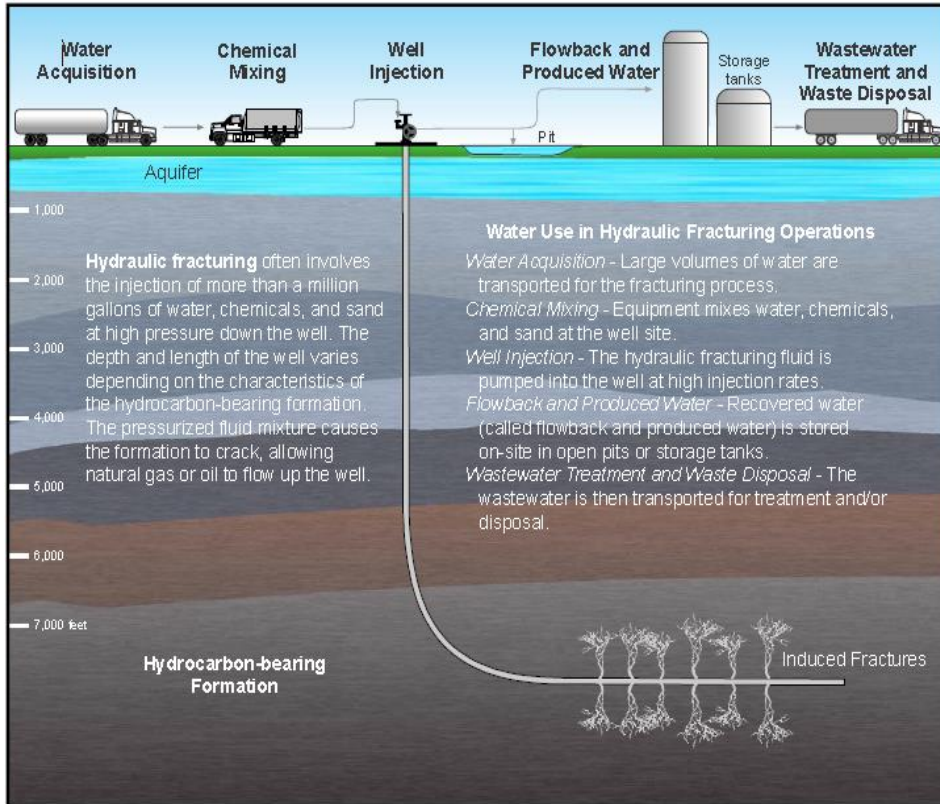 Water
Acquisition
Chemical
Mixing
Well
Injection
Flowback and
Produced Water
Storage
tanks
Wastewater
Treatment and
Waste Disposal
Pit
Aquifer
1,000
2,000
3,000
4,000
5,000
6,000
7,000 feet
Hydraulic fracturing often involves
the injection of more than a million
gallons of water, chemicals, and sand
at high pressure down the well. The
depth and length of the well varies
depending on the characteristics of
the hydrocarbon-bearing formation.
The pressurized fluid mixture causes
the formation to crack, allowing
natural gas or oil to flow up the well.
Water Use in Hydraulic Fracturing Operations
Water Acquisition - Large volumes of water are
transported for the fracturing process.
Chemical Mixing - Equipment mixes water, chemicals,
and sand at the well site.
Well Injection - The hydraulic fracturing fluid is
pumped into the well at high injection rates.
Flowback and Produced Water - Recovered water
(called flowback and produced water) is stored
on-site in open pits or storage tanks.
Wastewater Treatment and Waste Disposal - The
wastewater is then transported for treatment and/or
disposal.
Hydrocarbon-bearing
Formation
Induced Fractures